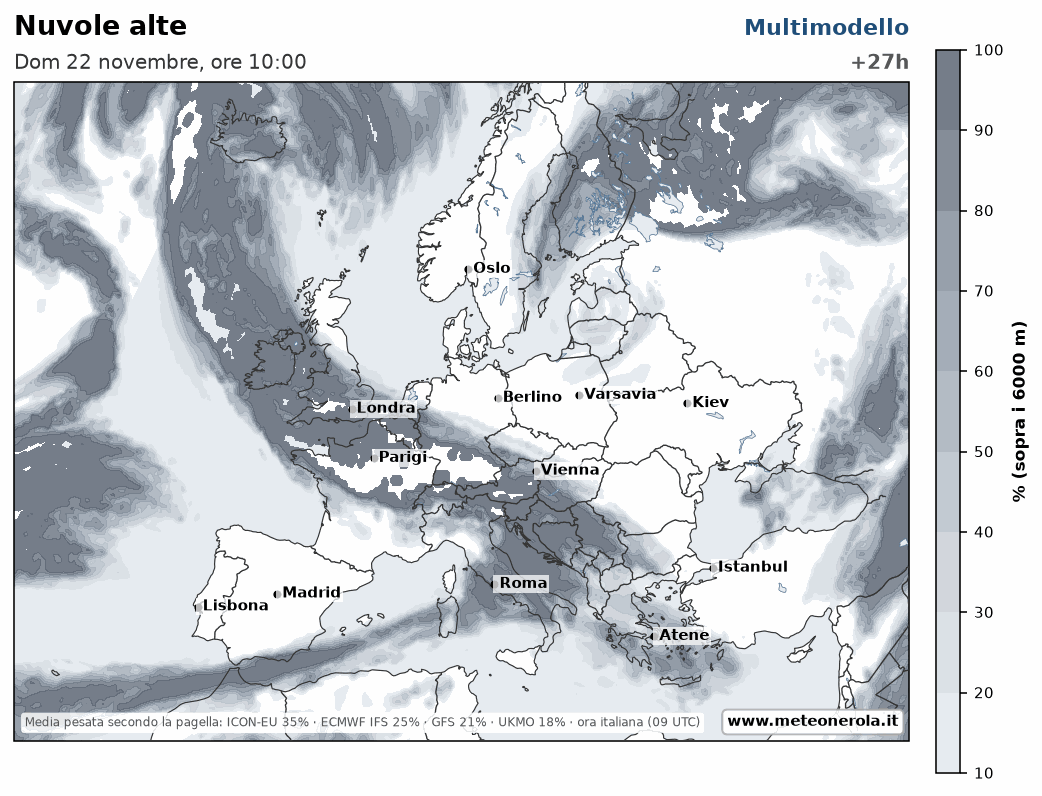 Nuvole alte
Multimodello
Dom 22 novembre, ore 10:00
+27h
100
90
80
70
60
50
40
30
20
10
% (sopra i 6000 m)
Oslo
Berlino
Varsavia
Kiev
Londra
Parigi
Vienna
Istanbul
Roma
Madrid
Lisbona
Atene
Media pesata secondo la pagella: ICON-EU 35% · ECMWF IFS 25% · GFS 21% · UKMO 18% · ora italiana (09 UTC)
www.meteonerola.it